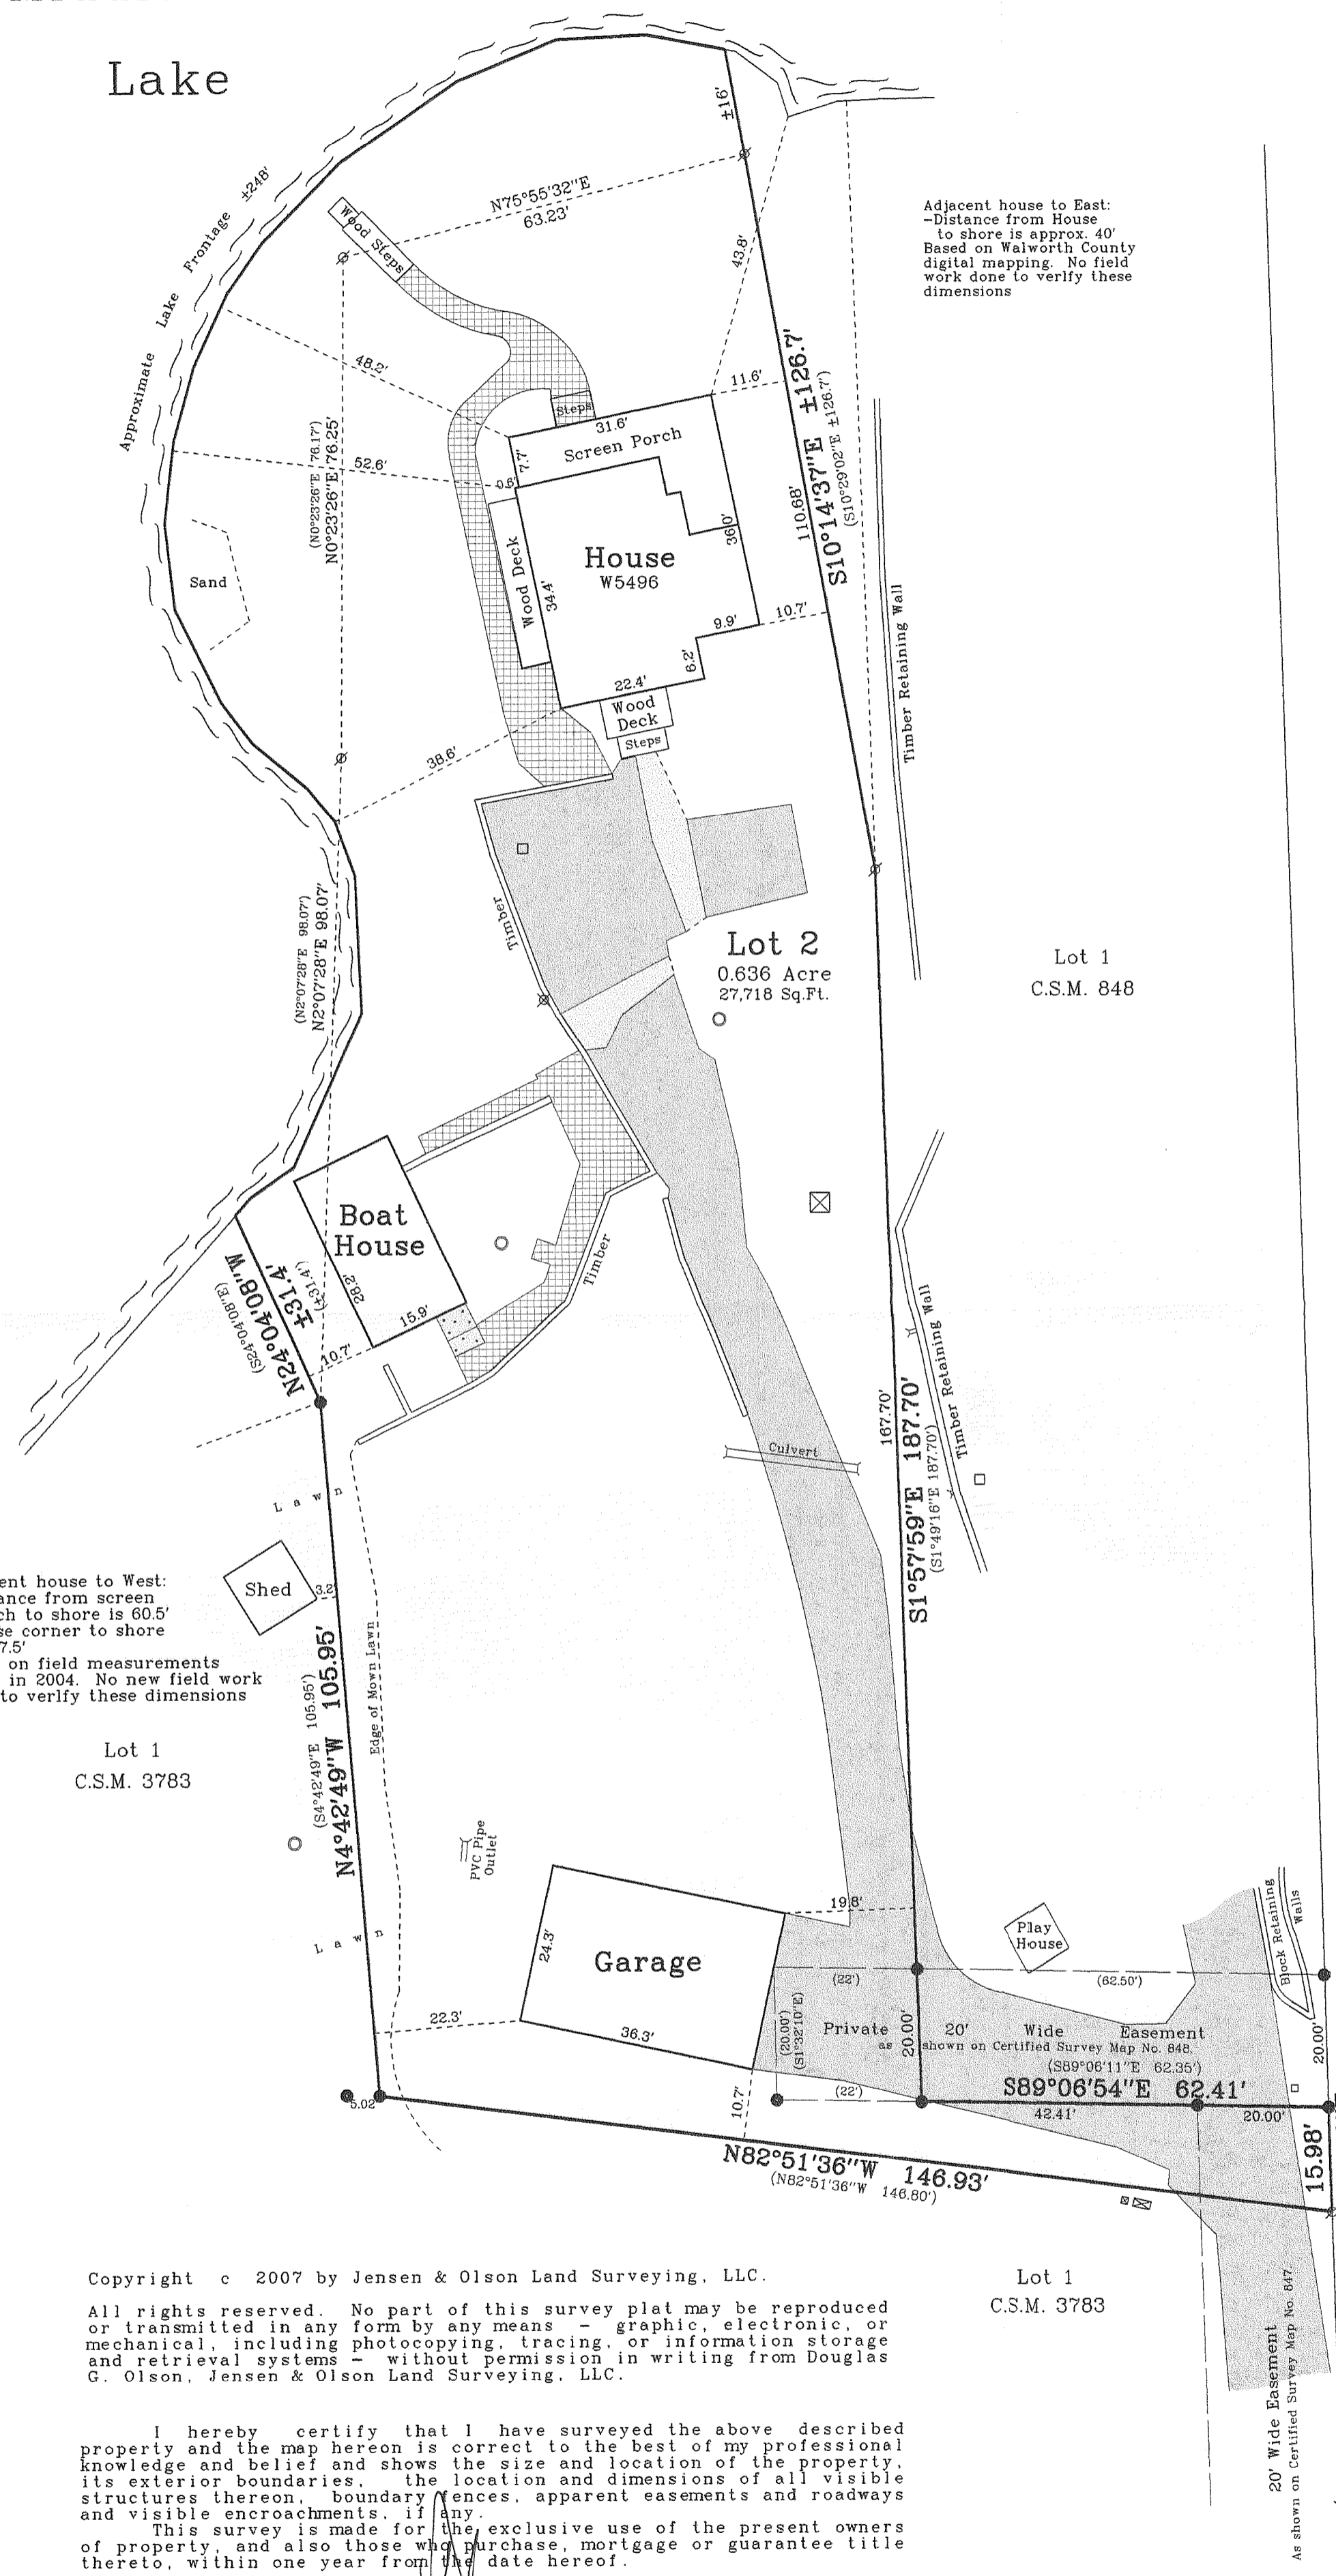 Lake
±16'
Approximate Lake Frontage ±248'
Wood Steps
N75°55'32"E
63.23'
43.8'
Adjacent house to East:
-Distance from House
to shore is approx. 40'
Based on Walworth County
digital mapping. No field
work done to verify these
dimensions
48.2'
11.6'
Steps
31.6'
Screen Porch
7.7'
52.6'
0.6'
(N0°23'26"E 76.17')
N0°23'26"E 76.25'
110.68'
S10°14'37"E ±126.7'
(S10°29'02"E ±126.7')
36.0'
House
W5496
Wood Deck
34.4'
Sand
9.9'
10.7'
6.2'
22.4'
Wood
Deck
Steps
38.6'
Timber Retaining Wall
(N2°07'28"E 98.07')
N2°07'28"E 98.07'
Timber
Lot 2
0.636 Acre
27,718 Sq.Ft.
Lot 1
C.S.M. 848
Boat
House
28.2'
15.9'
10.7'
Timber
N24°04'08"W
±31.4'
(S24°04'08"E)
(±31.4')
Timber Retaining Wall
167.70'
S1°57'59"E 187.70'
(S1°49'16"E 187.70')
Culvert
Lawn
Shed
3.2'
ent house to West:
ance from screen
ch to shore is 60.5'
se corner to shore
7.5'
on field measurements
in 2004. No new field work
to verify these dimensions
(S4°42'49"E 105.95')
N4°42'49"W 105.95'
Edge of Mown Lawn
Lot 1
C.S.M. 3783
PVC Pipe
Outlet
Lawn
24.3'
Garage
36.3'
22.3'
19.8'
Play
House
Block Retaining
Walls
(22')
(62.50')
(20.00')
(S1°32'10"E)
Private 20' Wide Easement
as shown on Certified Survey Map No. 848.
20.00'
20.00'
(S89°06'11"E 62.35')
S89°06'54"E 62.41'
(22')
42.41'
20.00'
5.02'
10.7'
15.98'
N82°51'36"W 146.93'
(N82°51'36"W 146.80')
Lot 1
C.S.M. 3783
20' Wide Easement
As shown on Certified Survey Map No. 847.
Copyright c 2007 by Jensen & Olson Land Surveying, LLC.
All rights reserved. No part of this survey plat may be reproduced
or transmitted in any form by any means - graphic, electronic, or
mechanical, including photocopying, tracing, or information storage
and retrieval systems - without permission in writing from Douglas
G. Olson, Jensen & Olson Land Surveying, LLC.
I hereby certify that I have surveyed the above described
property and the map hereon is correct to the best of my professional
knowledge and belief and shows the size and location of the property,
its exterior boundaries, the location and dimensions of all visible
structures thereon, boundary fences, apparent easements and roadways
and visible encroachments, if any.
This survey is made for the exclusive use of the present owners
of property, and also those who purchase, mortgage or guarantee title
thereto, within one year from the date hereof.